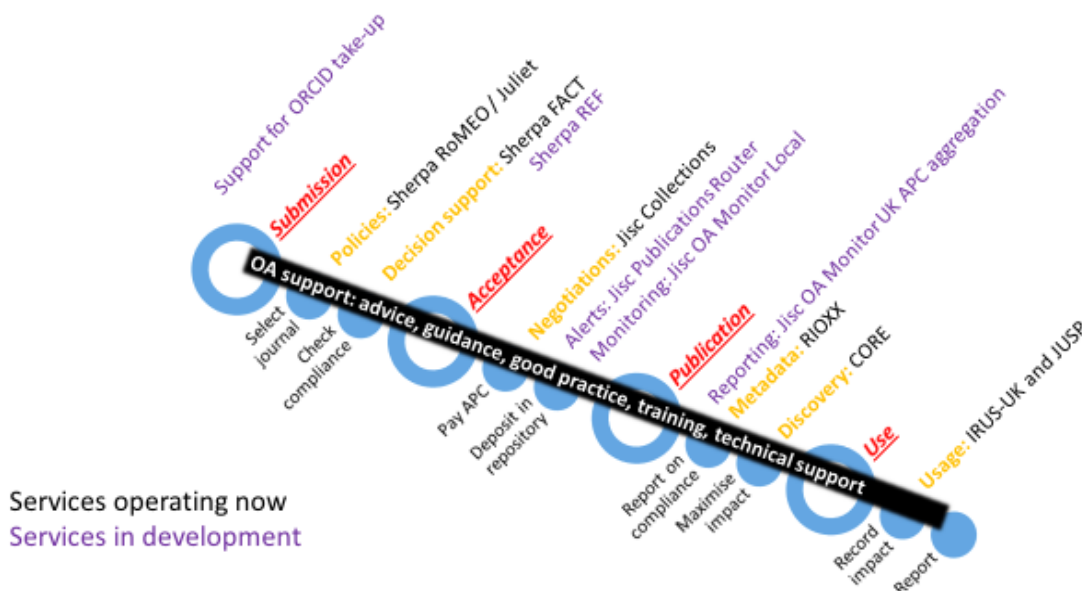 Support for ORCID take-up
Submission
Policies: Sherpa RoMEO / Juliet
Decision support: Sherpa FACT
Sherpa REF
Acceptance
Negotiations: Jisc Collections
Alerts: Jisc Publications Router
Monitoring: Jisc OA Monitor Local
Publication
Reporting: Jisc OA Monitor UK APC aggregation
Metadata: RIOXX
Discovery: CORE
Use
Usage: IRUS-UK and JUSP
OA support: advice, guidance, good practice, training, technical support
Select
journal
Check
compliance
Pay APC
Deposit in
repository
Report on
compliance
Maximise
impact
Record
impact
Report
Services operating now
Services in development